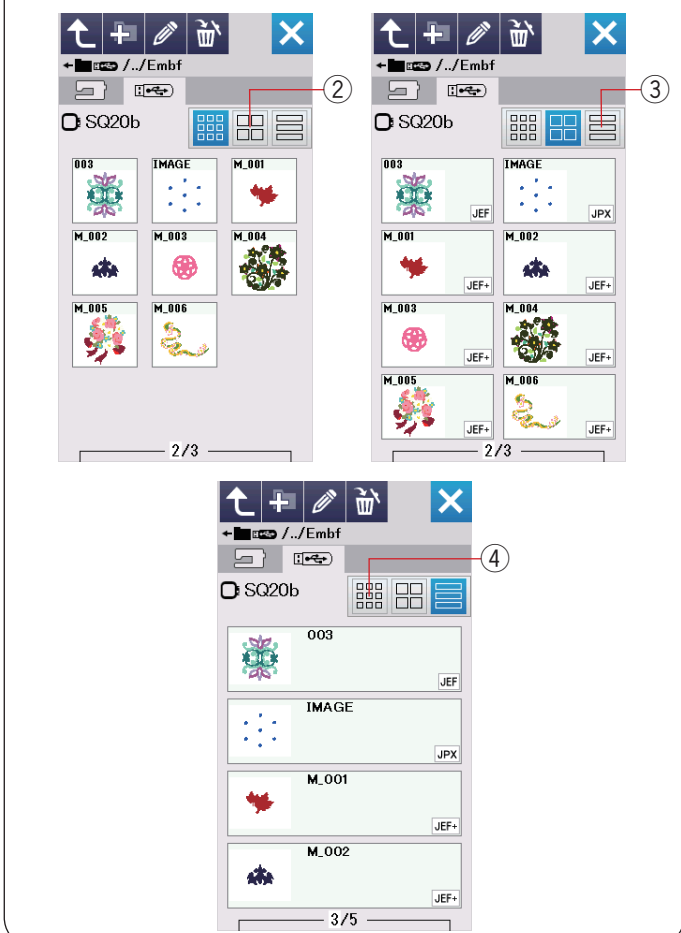 ←/../Embf
②
SQ20b
003 IMAGE M_001
M_002 M_003 M_004
M_005 M_006
2/3
←/../Embf
③
SQ20b
003 IMAGE
JEF JPX
M_001 M_002
JEF+ JEF+
M_003 M_004
JEF+ JEF+
M_005 M_006
JEF+ JEF+
2/3
←/../Embf
④
SQ20b
003
JEF
IMAGE
JPX
M_001
JEF+
M_002
JEF+
3/5